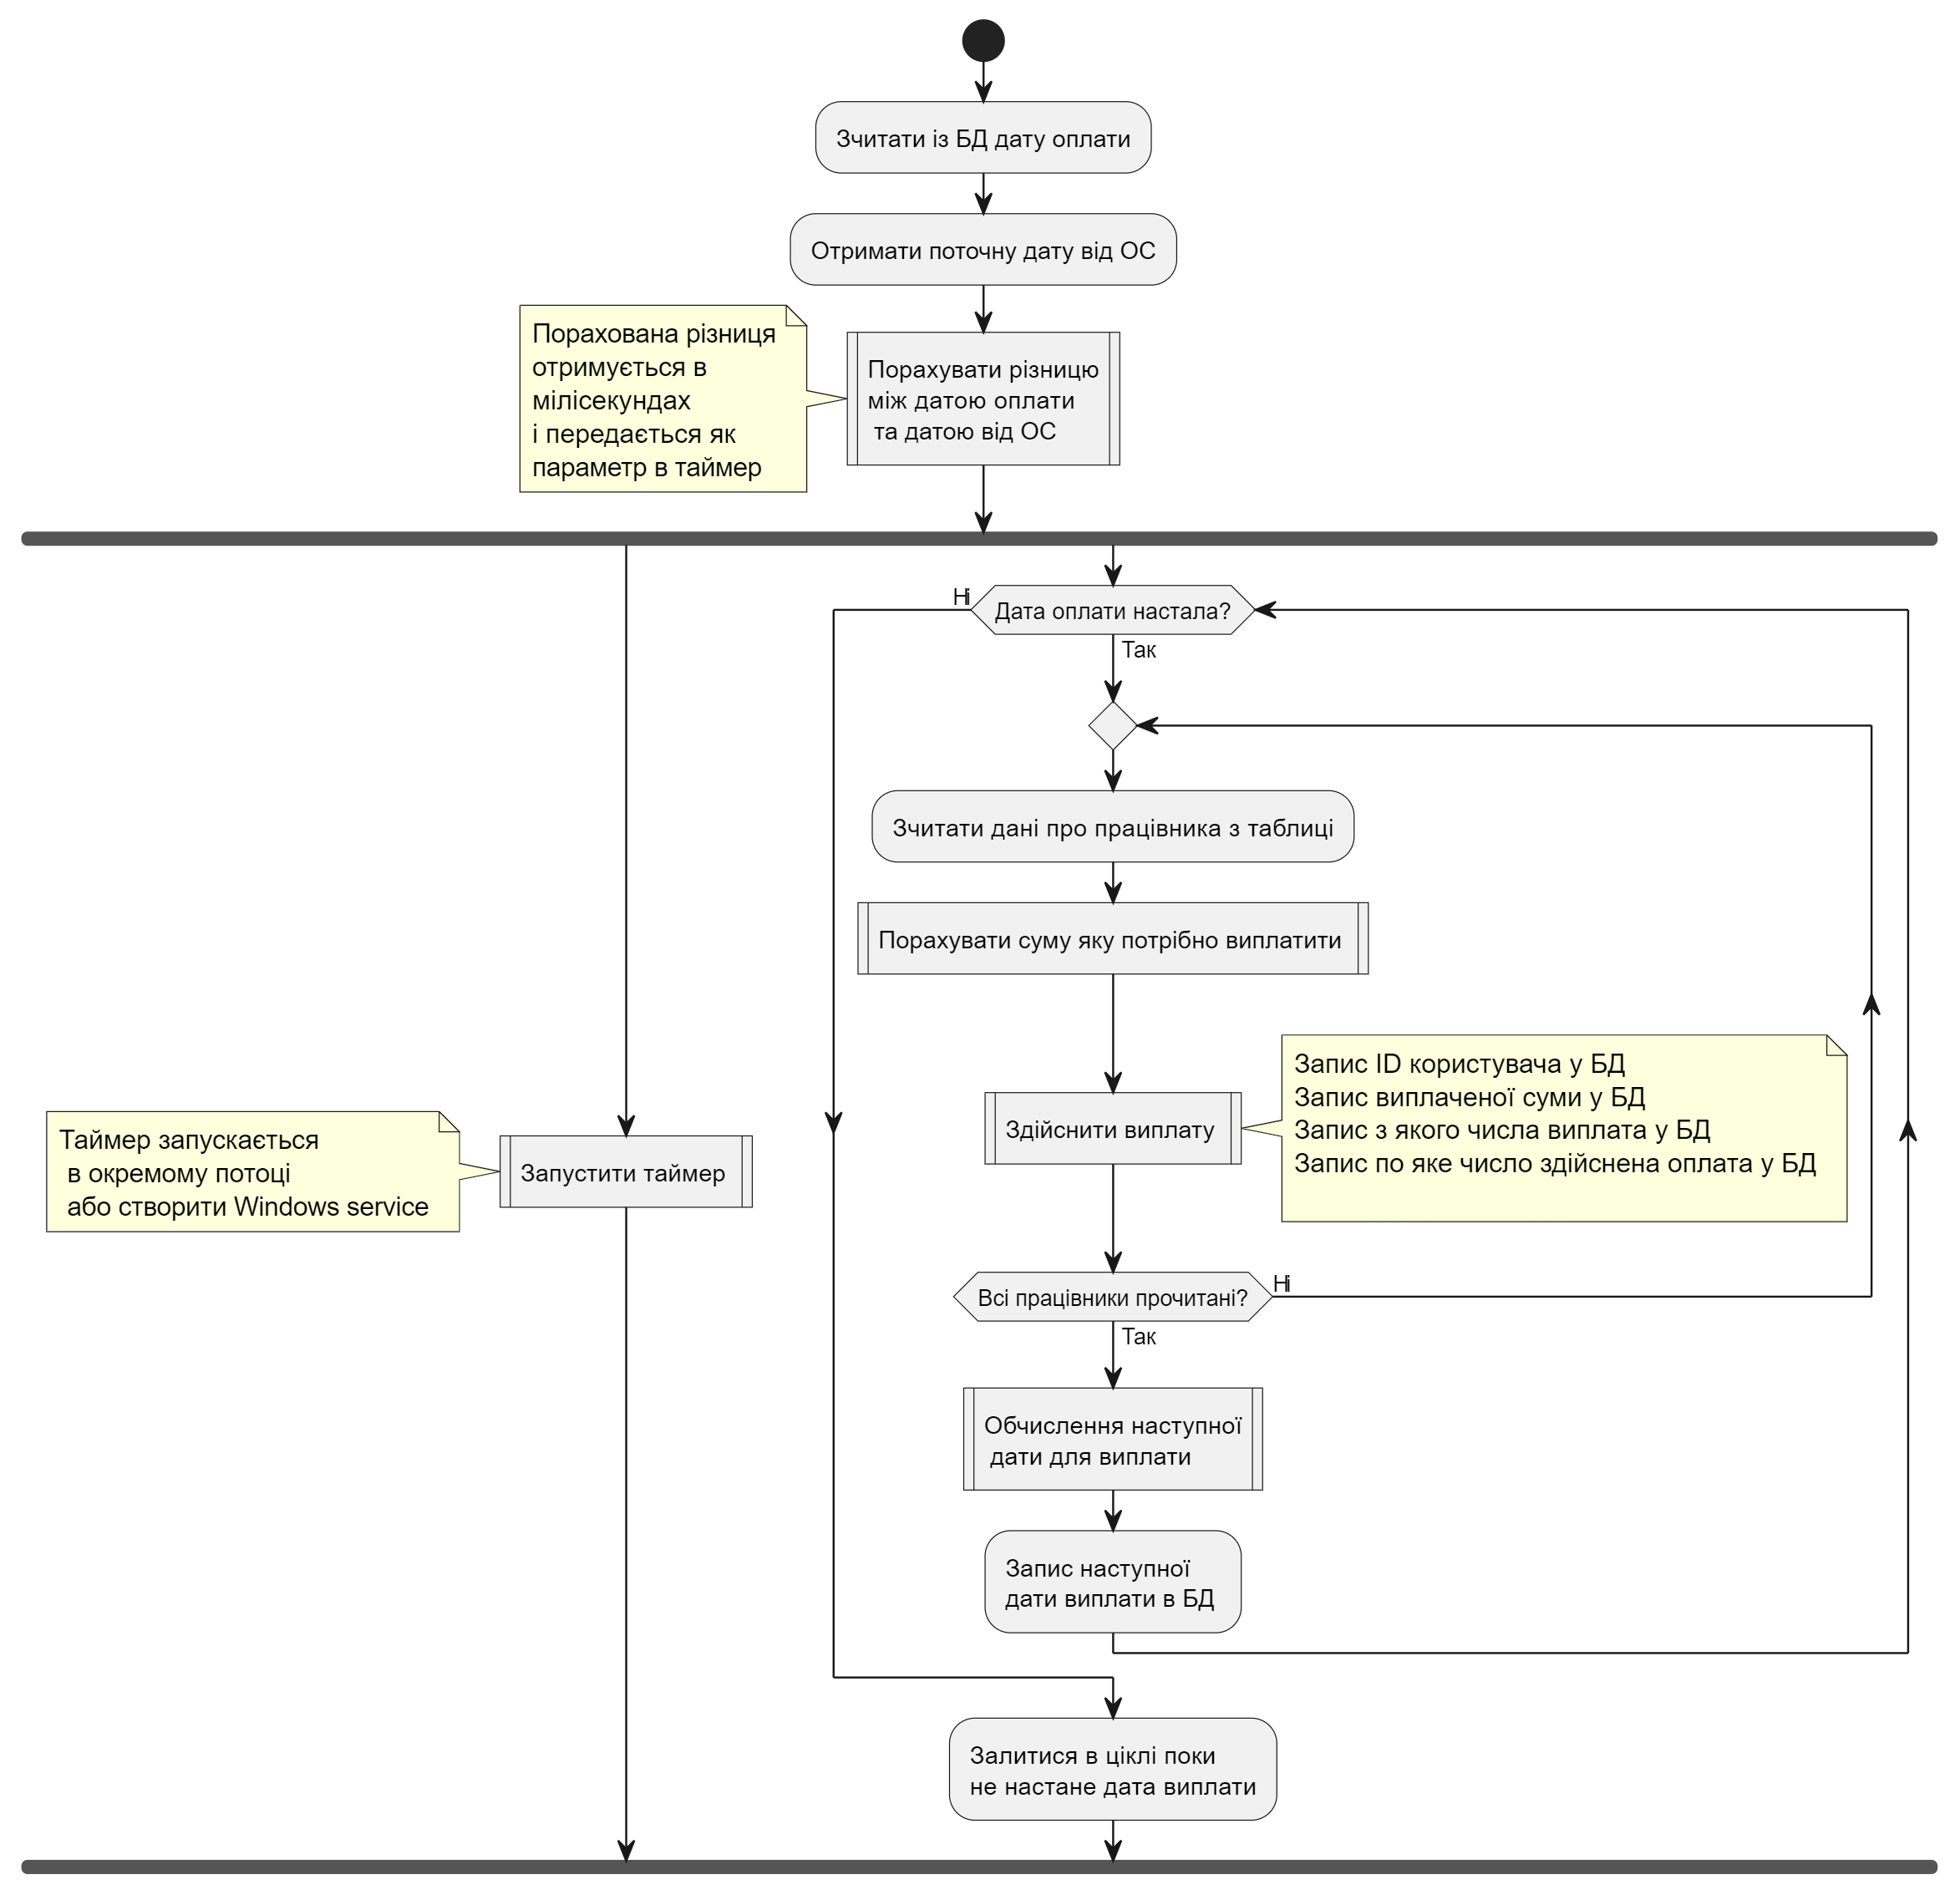 Зчитати із БД дату оплати
Отримати поточну дату від ОС
Порахована різниця
отримується в
мілісекундах
і передається як
параметр в таймер
Порахувати різницю
між датою оплати
та датою від ОС
Дата оплати настала?
Ні
Так
Зчитати дані про працівника з таблиці
Порахувати суму яку потрібно виплатити
Здійснити виплату
Запис ID користувача у БД
Запис виплаченої суми у БД
Запис з якого числа виплата у БД
Запис по яке число здійснена оплата у БД
Таймер запускається
в окремому потоці
або створити Windows service
Запустити таймер
Всі працівники прочитані?
Ні
Так
Обчислення наступної
дати для виплати
Запис наступної
дати виплати в БД
Залитися в ціклі поки
не настане дата виплати